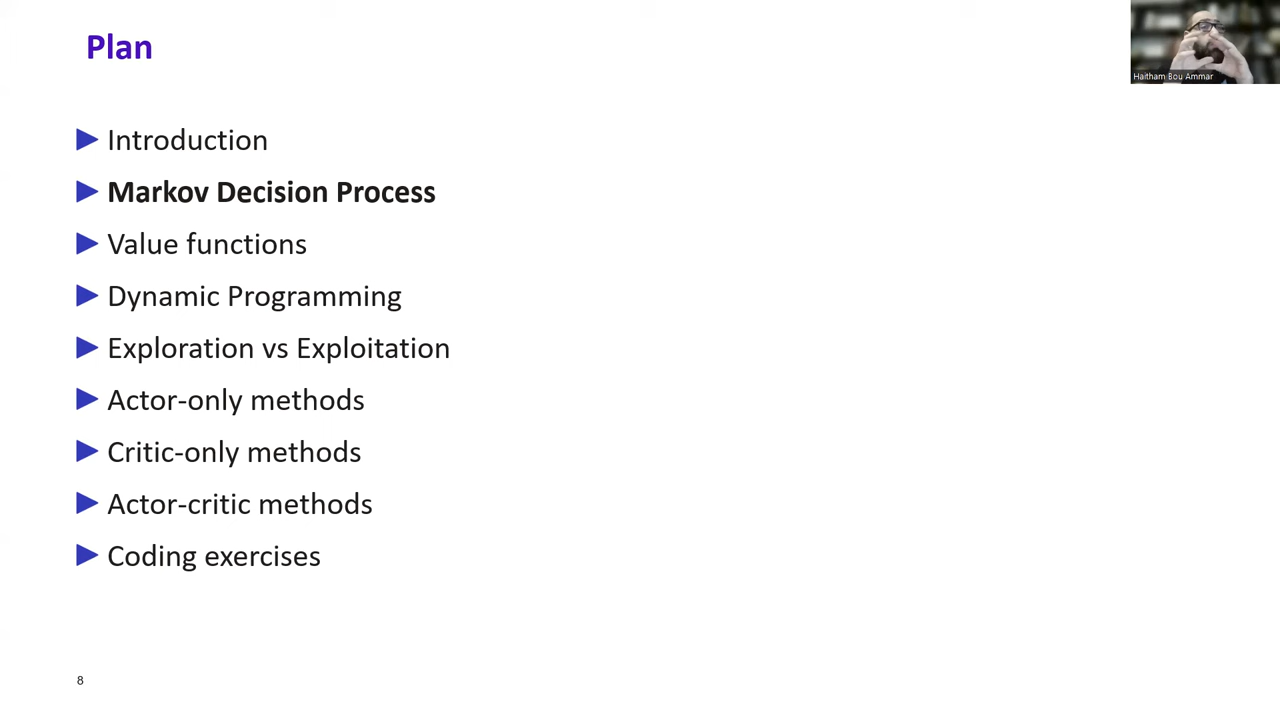 Plan
Haitham Bou Ammar
Introduction
Markov Decision Process
Value functions
Dynamic Programming
Exploration vs Exploitation
Actor-only methods
Critic-only methods
Actor-critic methods
Coding exercises
8